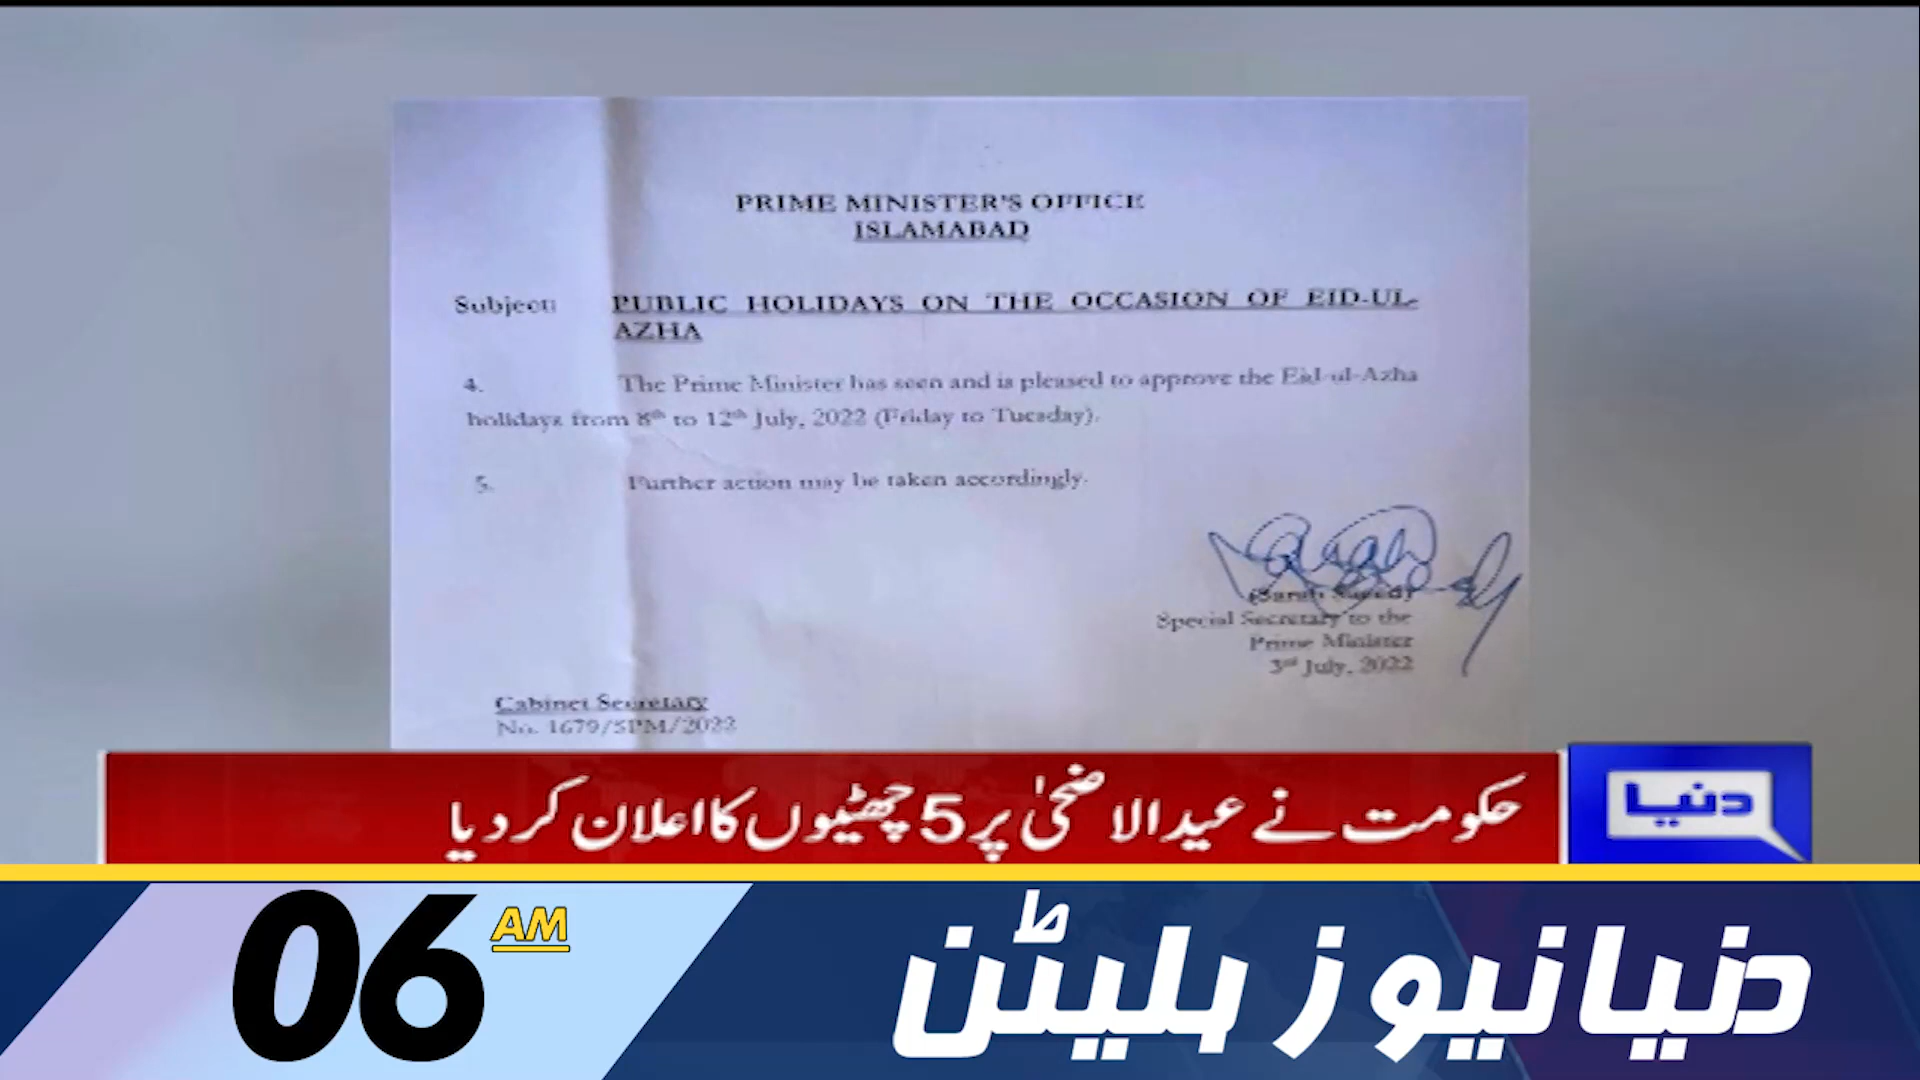 PRIME MINISTER'S OFFICE
ISLAMABAD
Subject: PUBLIC HOLIDAYS ON THE OCCASION OF EID-UL-
AZHA
4. The Prime Minister has seen and is pleased to approve the Eid-ul-Azha
holidays from 8th to 12th July, 2022 (Friday to Tuesday).
5. Further action may be taken accordingly.
(Sarah Saeed)
Special Secretary to the
Prime Minister
3rd July, 2022
Cabinet Secretary
No. 1679/SPM/2022
حکومت نے عیدالاضحیٰ پر 5 چھٹیوں کا اعلان کر دیا
دنیا
دنیا نیوز بلیٹن
06 AM